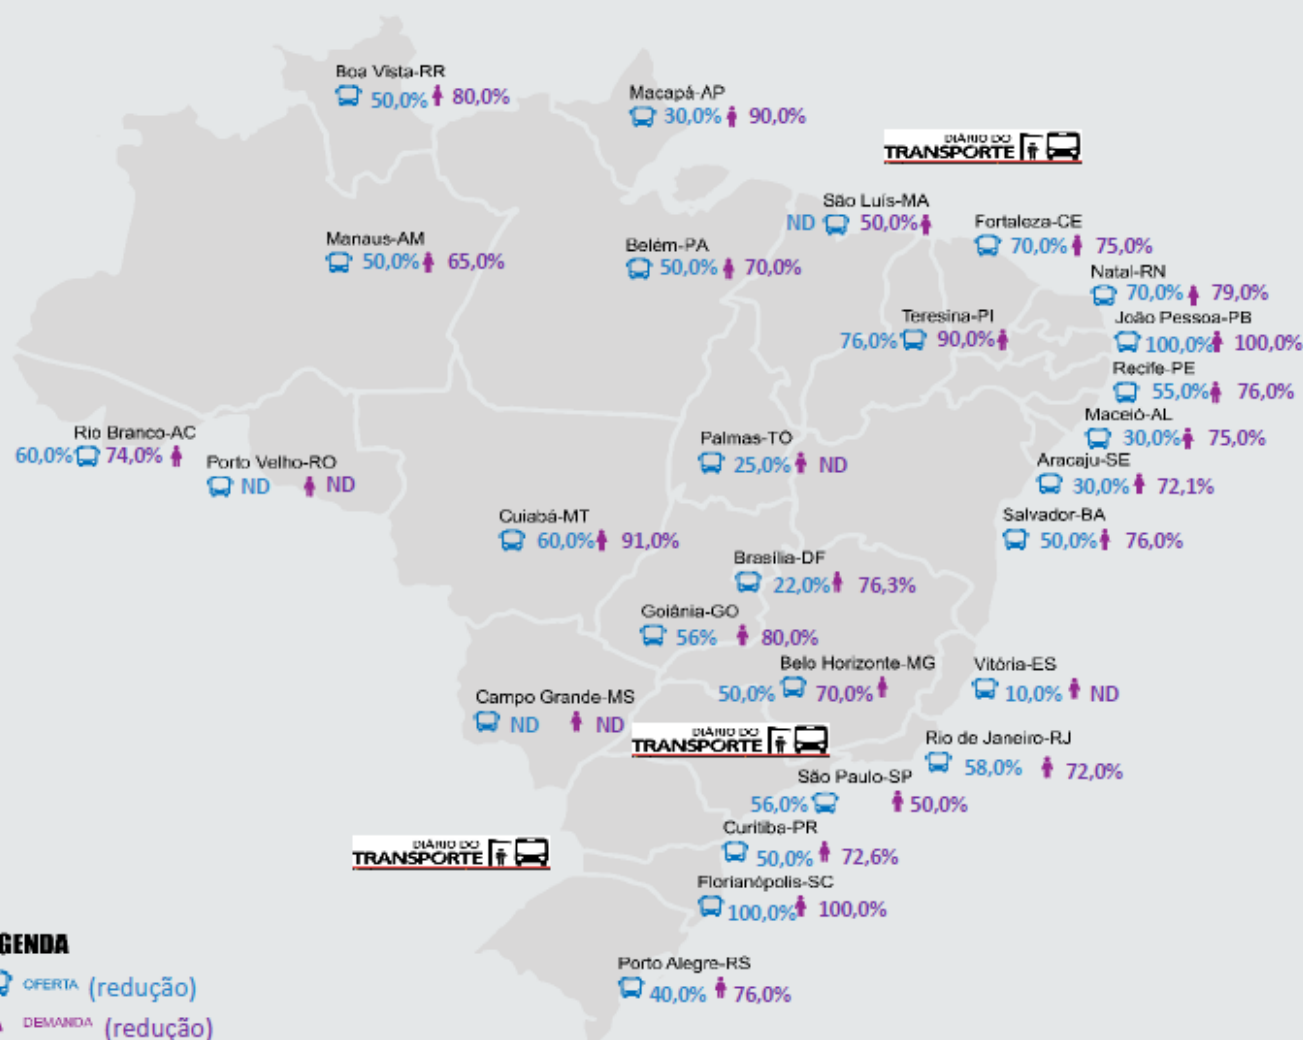 Boa Vista-RR
50,0% 80,0%
Macapá-AP
30,0% 90,0%
DIÁRIO DO
TRANSPORTE
São Luís-MA
ND 50,0%
Fortaleza-CE
70,0% 75,0%
Manaus-AM
50,0% 65,0%
Belém-PA
50,0% 70,0%
Natal-RN
70,0% 79,0%
Teresina-PI
76,0% 90,0%
João Pessoa-PB
100,0% 100,0%
Recife-PE
55,0% 76,0%
Maceió-AL
30,0% 75,0%
Rio Branco-AC
60,0% 74,0%
Porto Velho-RO
ND ND
Palmas-TO
25,0% ND
Aracaju-SE
30,0% 72,1%
Cuiabá-MT
60,0% 91,0%
Salvador-BA
50,0% 76,0%
Brasília-DF
22,0% 76,3%
Goiânia-GO
56% 80,0%
Belo Horizonte-MG
50,0% 70,0%
Vitória-ES
10,0% ND
Campo Grande-MS
ND ND
DIÁRIO DO
TRANSPORTE
Rio de Janeiro-RJ
58,0% 72,0%
São Paulo-SP
56,0% 50,0%
Curitiba-PR
50,0% 72,6%
DIÁRIO DO
TRANSPORTE
Florianópolis-SC
100,0% 100,0%
Porto Alegre-RS
40,0% 76,0%
GENDA
OFERTA (redução)
DEMANDA (redução)